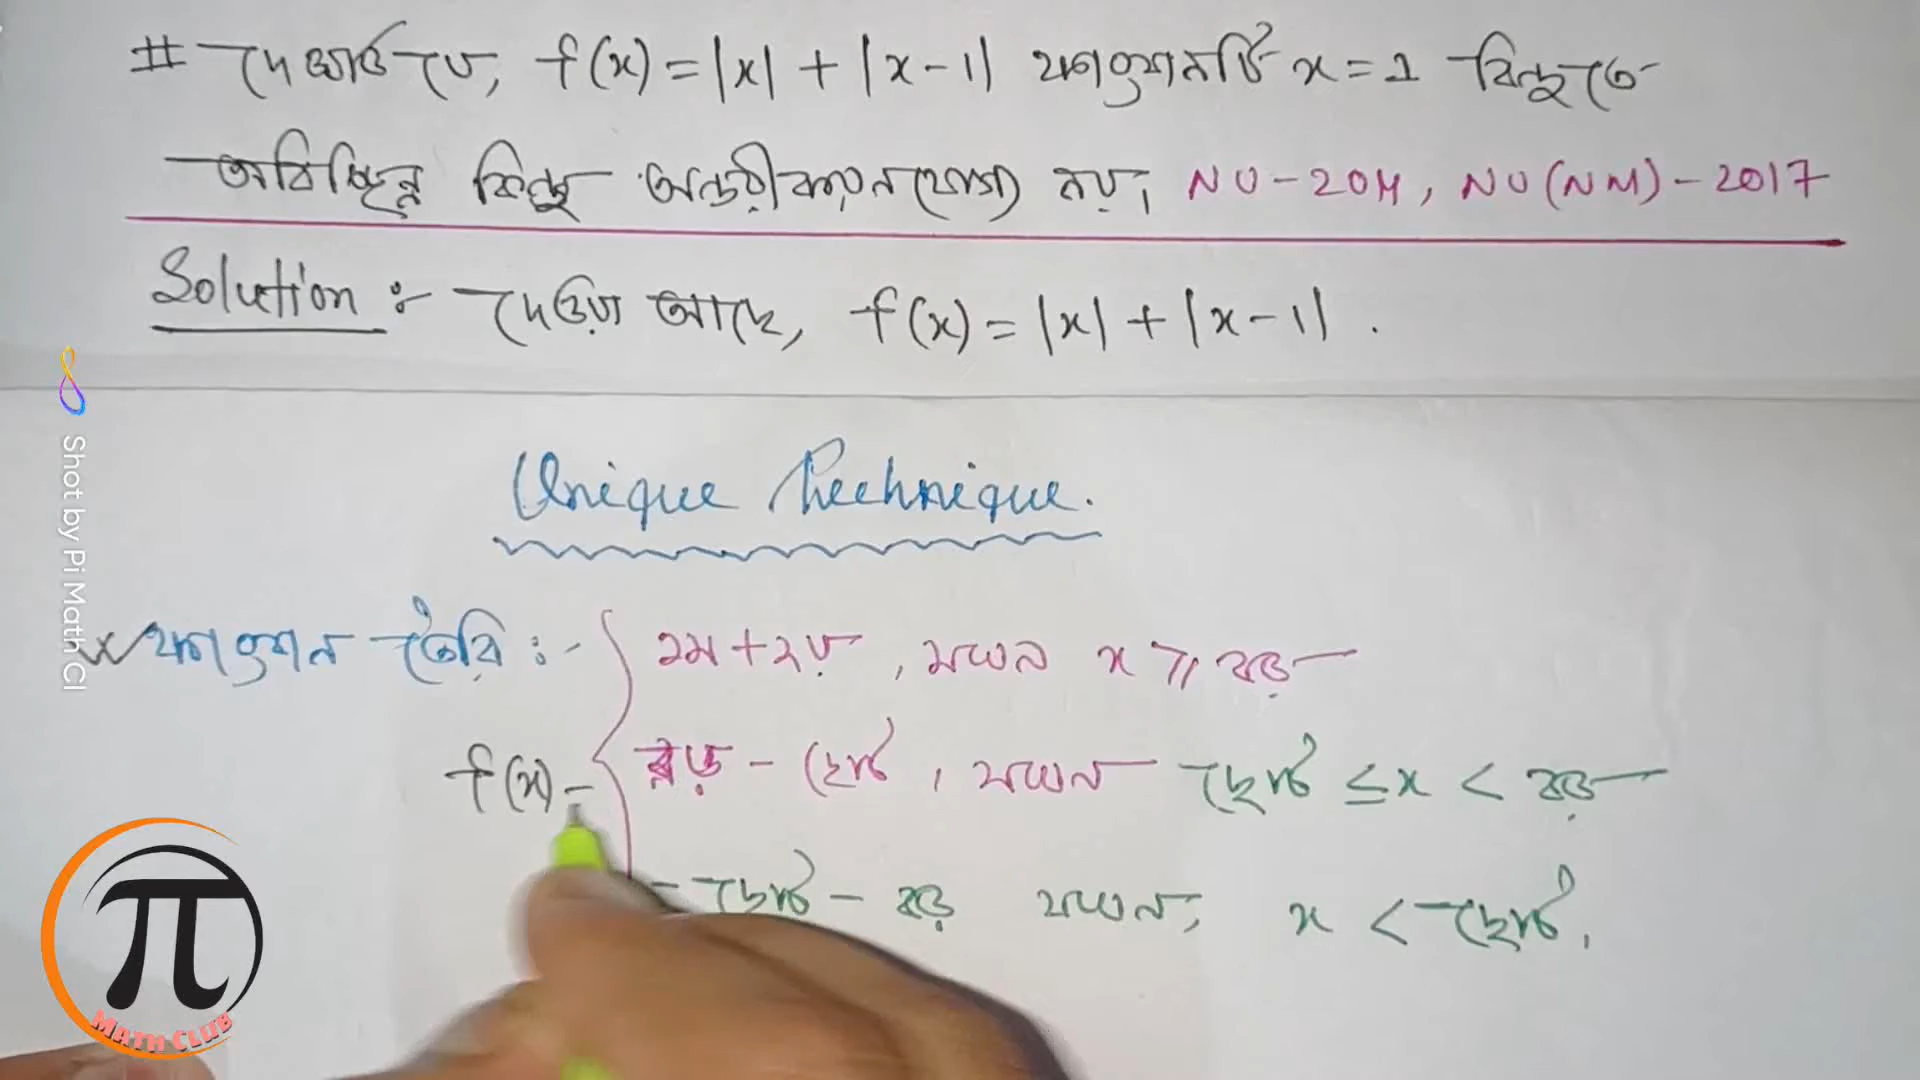 # দেখাও যে, f(x) = |x| + |x-1| ফাংশনটি x=1 বিন্দুতে
অবিচ্ছিন্ন কিন্তু অন্তরীকরণযোগ্য নয়। NU-2014, NU(NM)-2017
Solution :- দেওয়া আছে, f(x) = |x| + |x-1| .
Unique Technique.
ফাংশন তৈরি :- ১ম + ২য় , যখন x ≥ বড়
f(x) = বড় - ছোট , যখন ছোট ≤ x < বড়
- ছোট - বড় যখন, x < ছোট,
Shot by Pi Math Cl
MATH CLUB